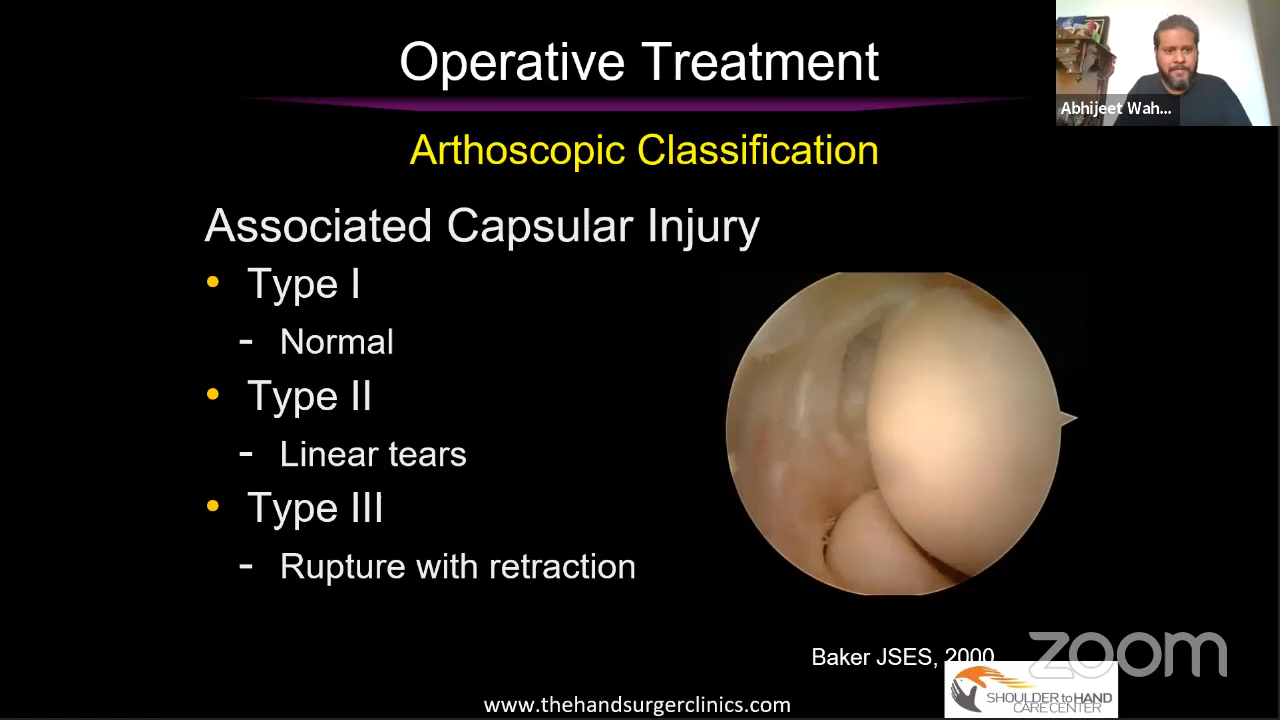 Operative Treatment
Abhijeet Wah...
Arthoscopic Classification
Associated Capsular Injury
• Type I
- Normal
• Type II
- Linear tears
• Type III
- Rupture with retraction
Baker JSES, 2000
zoom
SHOULDER to HAND
CARE CENTER
www.thehandsurgerclinics.com